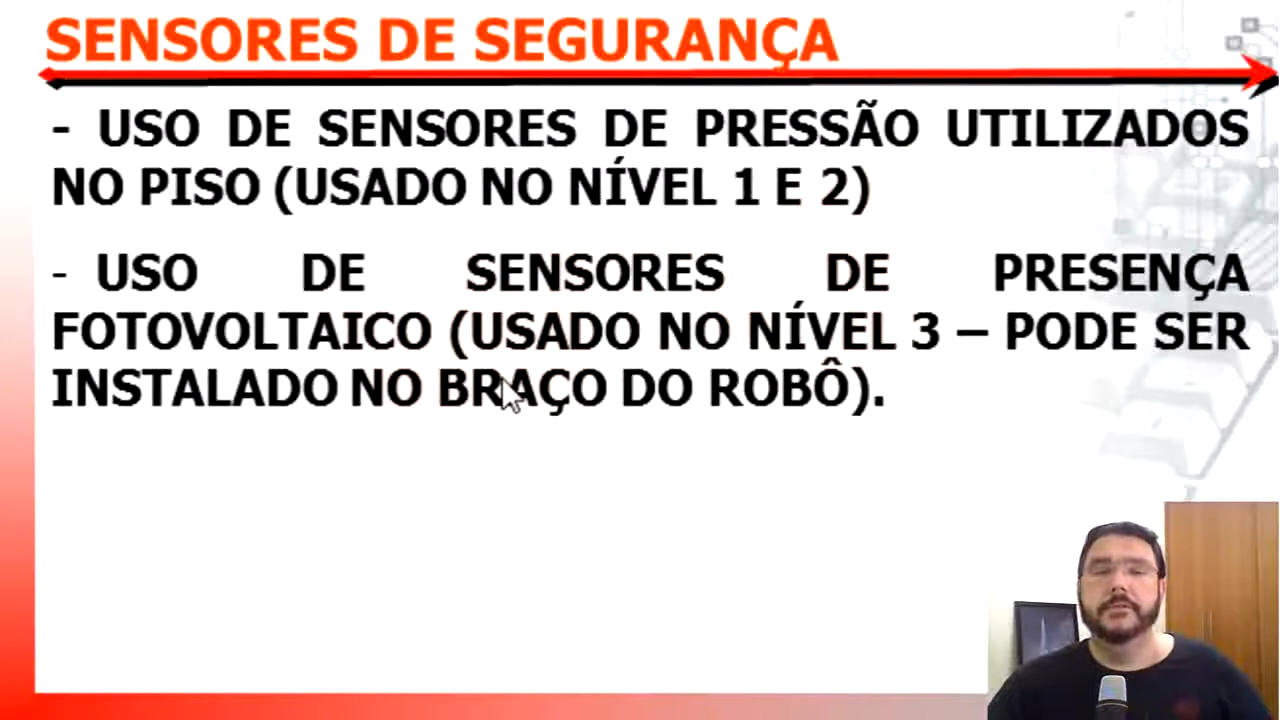 SENSORES DE SEGURANÇA
- USO DE SENSORES DE PRESSÃO UTILIZADOS
NO PISO (USADO NO NÍVEL 1 E 2)
- USO DE SENSORES DE PRESENÇA
FOTOVOLTAICO (USADO NO NÍVEL 3 – PODE SER
INSTALADO NO BRAÇO DO ROBÔ).